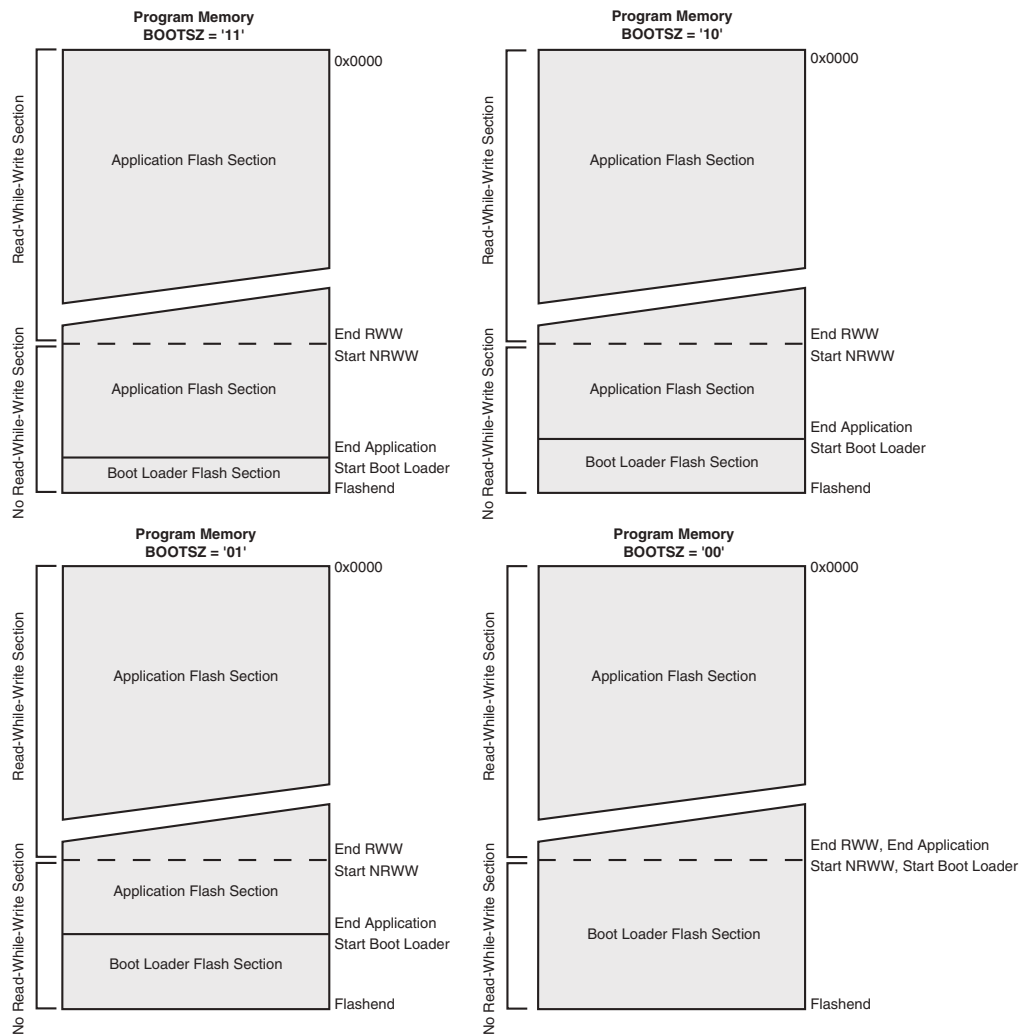 Program Memory
BOOTSZ = '11'
0x0000
Read-While-Write Section
Application Flash Section
End RWW
Start NRWW
No Read-While-Write Section
Application Flash Section
End Application
Start Boot Loader
Boot Loader Flash Section
Flashend
Program Memory
BOOTSZ = '10'
0x0000
Read-While-Write Section
Application Flash Section
End RWW
Start NRWW
No Read-While-Write Section
Application Flash Section
End Application
Start Boot Loader
Boot Loader Flash Section
Flashend
Program Memory
BOOTSZ = '01'
0x0000
Read-While-Write Section
Application Flash Section
End RWW
Start NRWW
No Read-While-Write Section
Application Flash Section
End Application
Start Boot Loader
Boot Loader Flash Section
Flashend
Program Memory
BOOTSZ = '00'
0x0000
Read-While-Write Section
Application Flash Section
End RWW, End Application
Start NRWW, Start Boot Loader
No Read-While-Write Section
Boot Loader Flash Section
Flashend